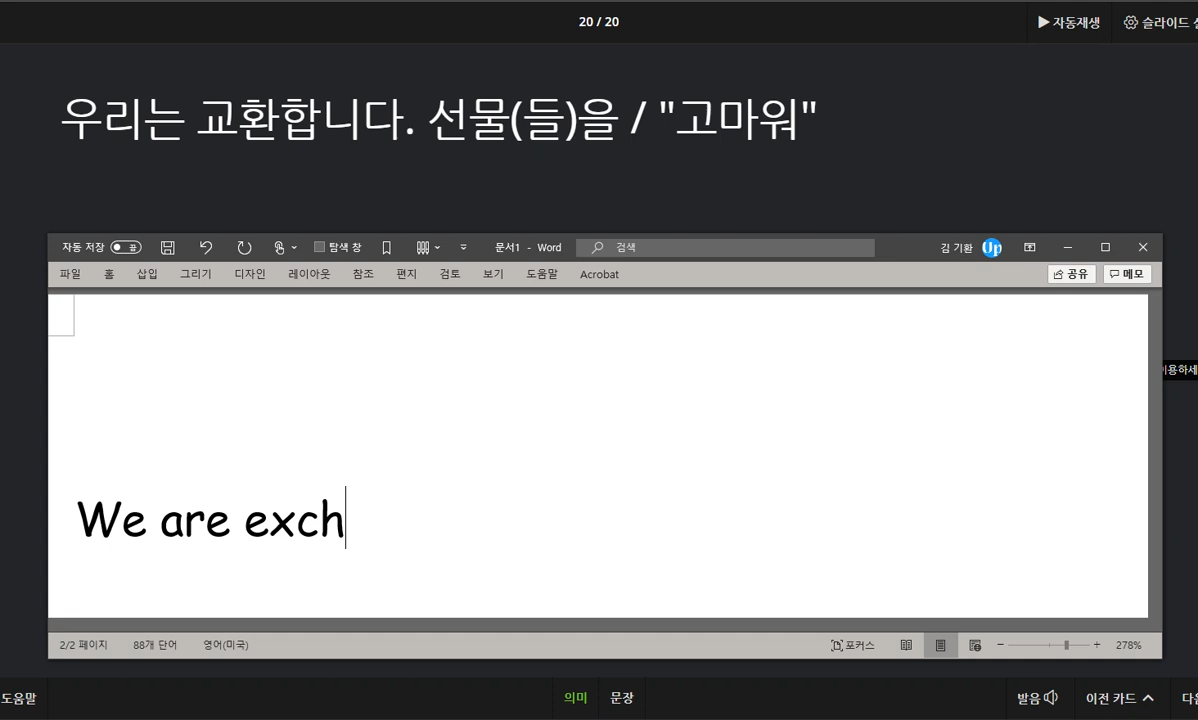 20 / 20
▶ 자동재생
슬라이드
우리는 교환합니다. 선물(들)을 / "고마워"
자동 저장 끔 탐색 창 문서1 - Word 검색 김 기환 Up
파일 홈 삽입 그리기 디자인 레이아웃 참조 편지 검토 보기 도움말 Acrobat 공유 메모
이용하세
We are exch
2/2 페이지 88개 단어 영어(미국) 포커스 - + 278%
도움말 의미 문장 발음 이전 카드